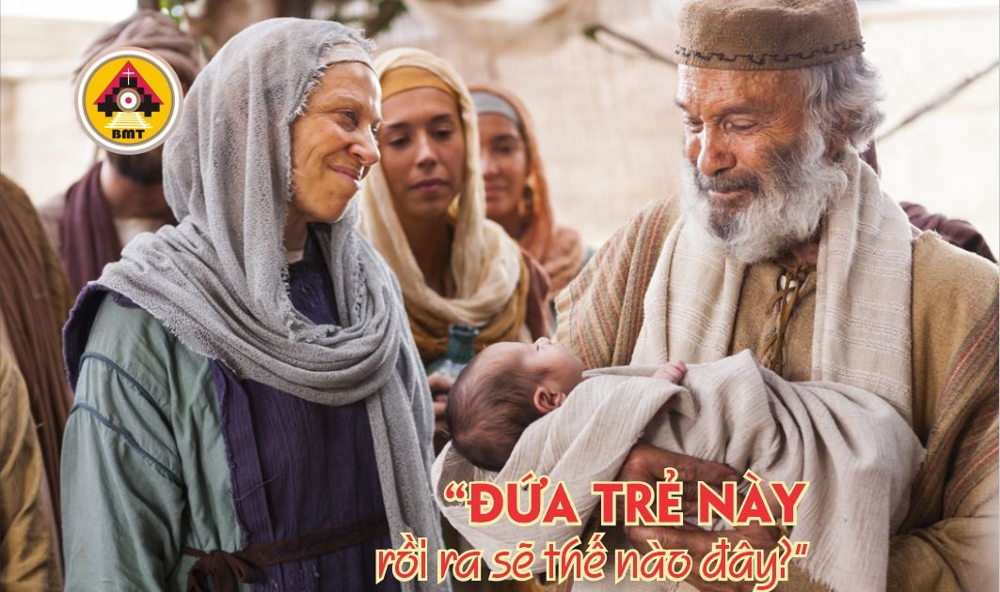 BMT
“ĐỨA TRẺ NÀY
rồi ra sẽ thế nào đây?”